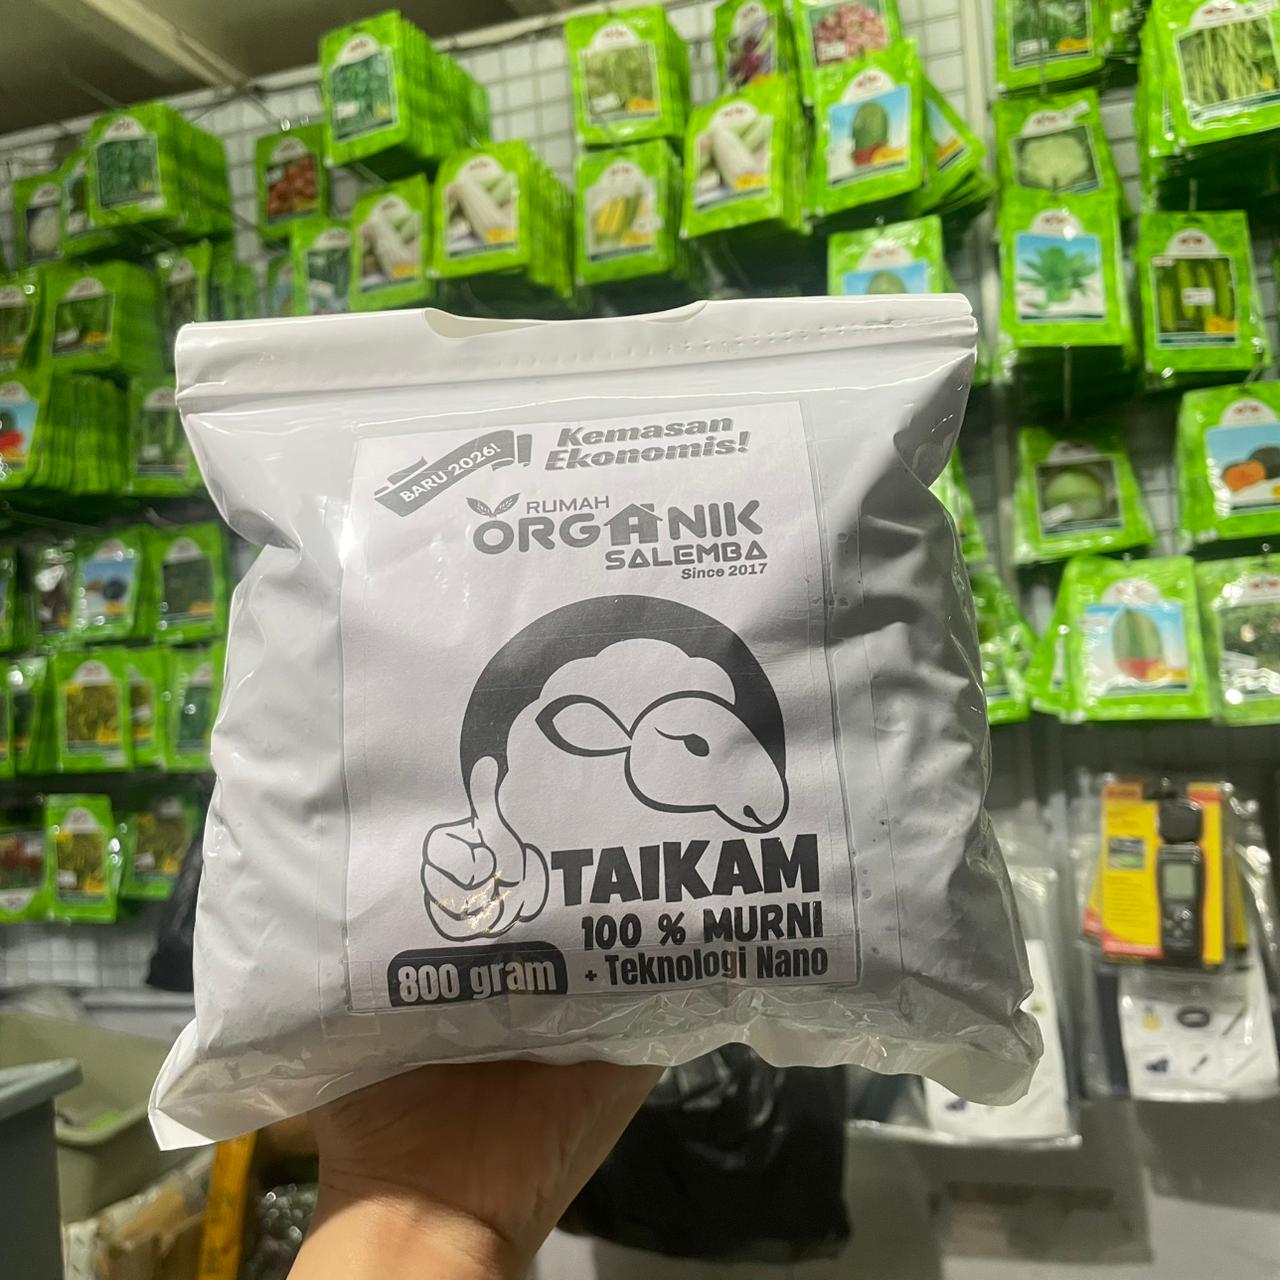 BARU 2026!
Kemasan
Ekonomis!
RUMAH
ORGANIK
SALEMBA
Since 2017
TAIKAM
100 % MURNI
800 gram
+ Teknologi Nano